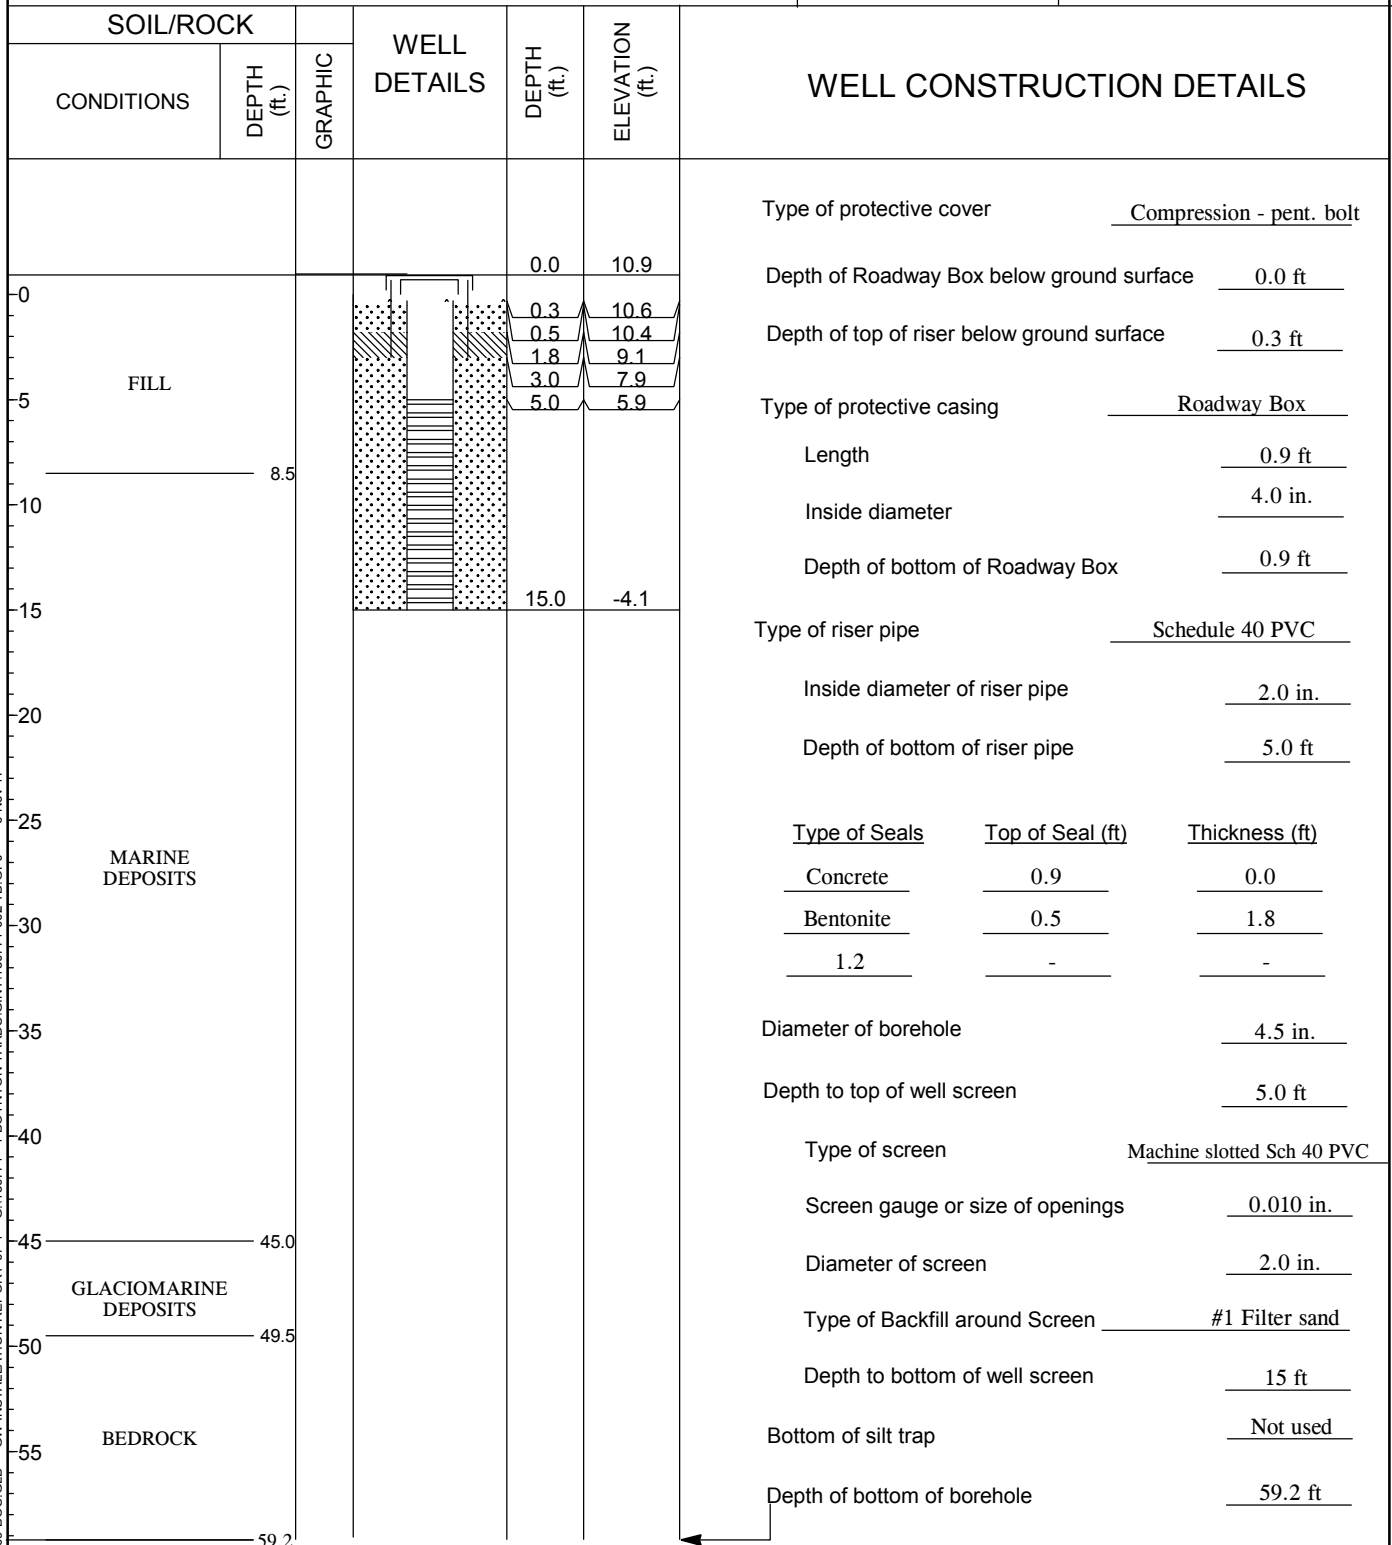 SOIL/ROCK
CONDITIONS
DEPTH (ft.)
GRAPHIC
WELL DETAILS
DEPTH (ft.)
ELEVATION (ft.)
WELL CONSTRUCTION DETAILS
Type of protective cover Compression - pent. bolt
0.0 10.9
Depth of Roadway Box below ground surface 0.0 ft
0
0.3 10.6
0.5 10.4
Depth of top of riser below ground surface 0.3 ft
1.8 9.1
FILL 3.0 7.9
5 5.0 5.9
Type of protective casing Roadway Box
Length 0.9 ft
8.5
10
Inside diameter 4.0 in.
Depth of bottom of Roadway Box 0.9 ft
15.0 -4.1
15
Type of riser pipe Schedule 40 PVC
Inside diameter of riser pipe 2.0 in.
20
Depth of bottom of riser pipe 5.0 ft
25
Type of Seals Top of Seal (ft) Thickness (ft)
MARINE
DEPOSITS
Concrete 0.9 0.0
30
Bentonite 0.5 1.8
1.2 - -
35
Diameter of borehole 4.5 in.
Depth to top of well screen 5.0 ft
40
Type of screen Machine slotted Sch 40 PVC
Screen gauge or size of openings 0.010 in.
45 45.0
Diameter of screen 2.0 in.
GLACIOMARINE
DEPOSITS
Type of Backfill around Screen #1 Filter sand
49.5
50
Depth to bottom of well screen 15 ft
BEDROCK
Bottom of silt trap Not used
55
Depth of bottom of borehole 59.2 ft
59.2